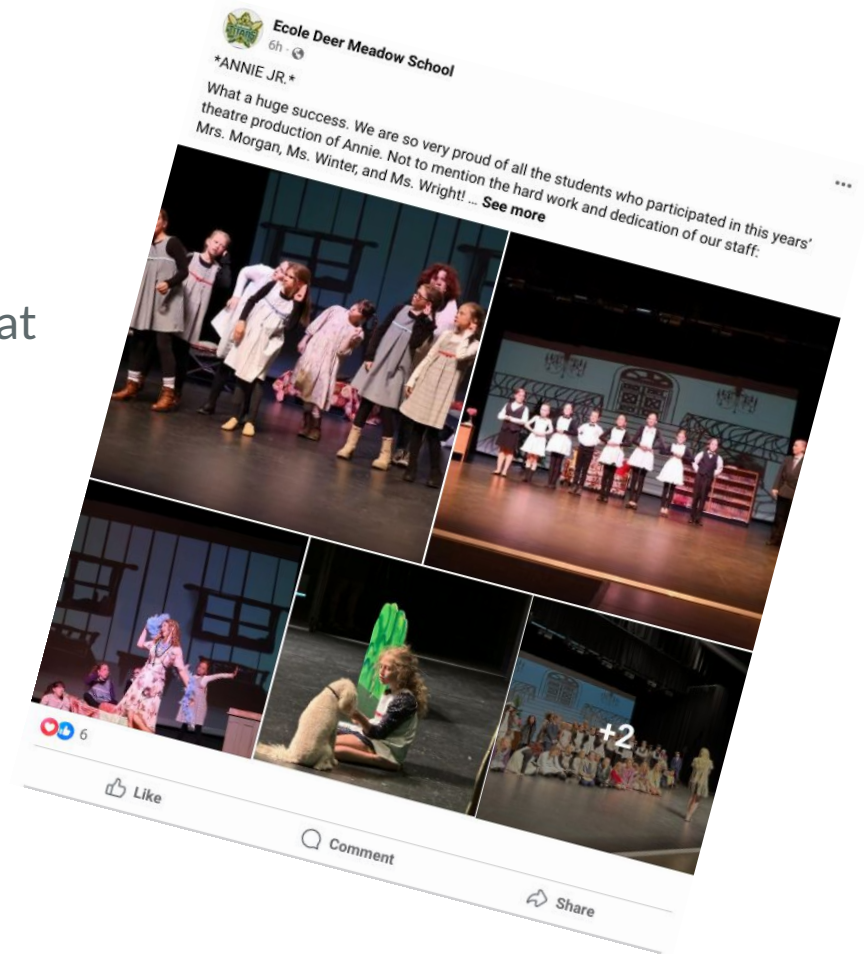 Ecole Deer Meadow School
6h ·
*ANNIE JR.*
What a huge success. We are so very proud of all the students who participated in this years'
theatre production of Annie. Not to mention the hard work and dedication of our staff:
Mrs. Morgan, Ms. Winter, and Ms. Wright! ... See more
at
+2
6
Like
Comment
Share